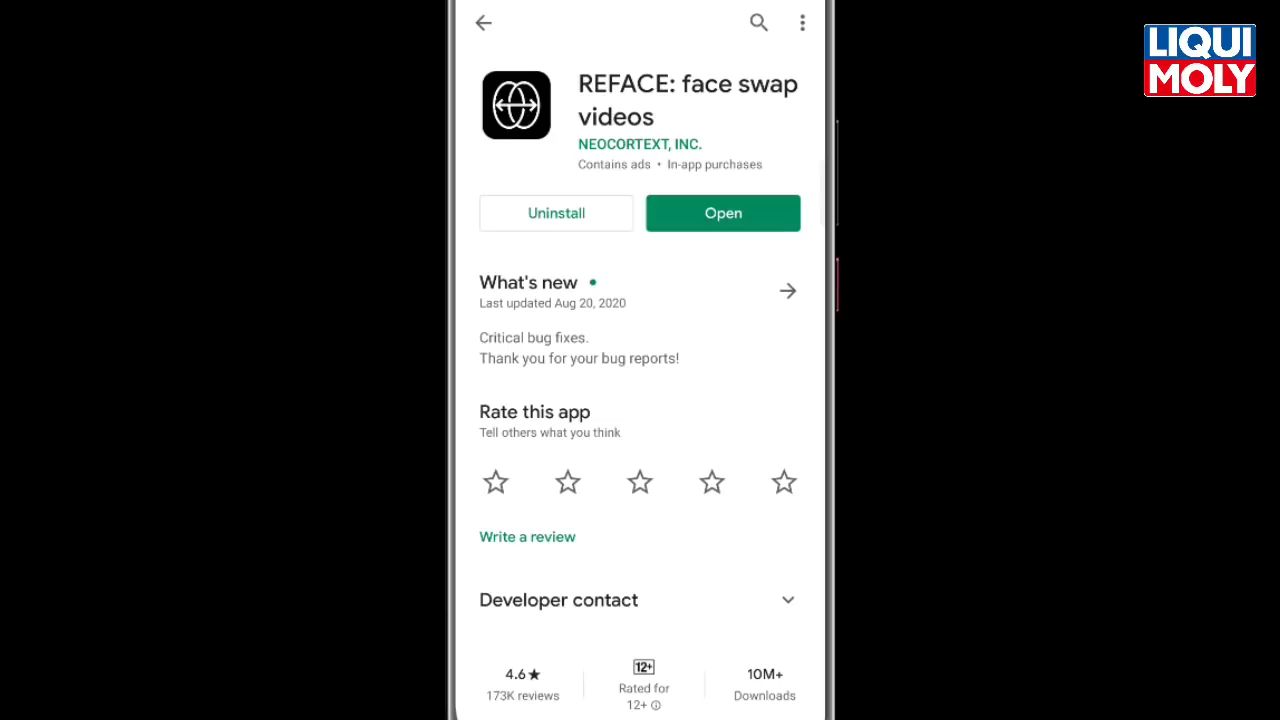 LIQUI
MOLY
REFACE: face swap
videos
NEOCORTEXT, INC.
Contains ads • In-app purchases
Uninstall
Open
What's new •
Last updated Aug 20, 2020
Critical bug fixes.
Thank you for your bug reports!
Rate this app
Tell others what you think
Write a review
Developer contact
4.6★
173K reviews
12+
Rated for
12+
10M+
Downloads